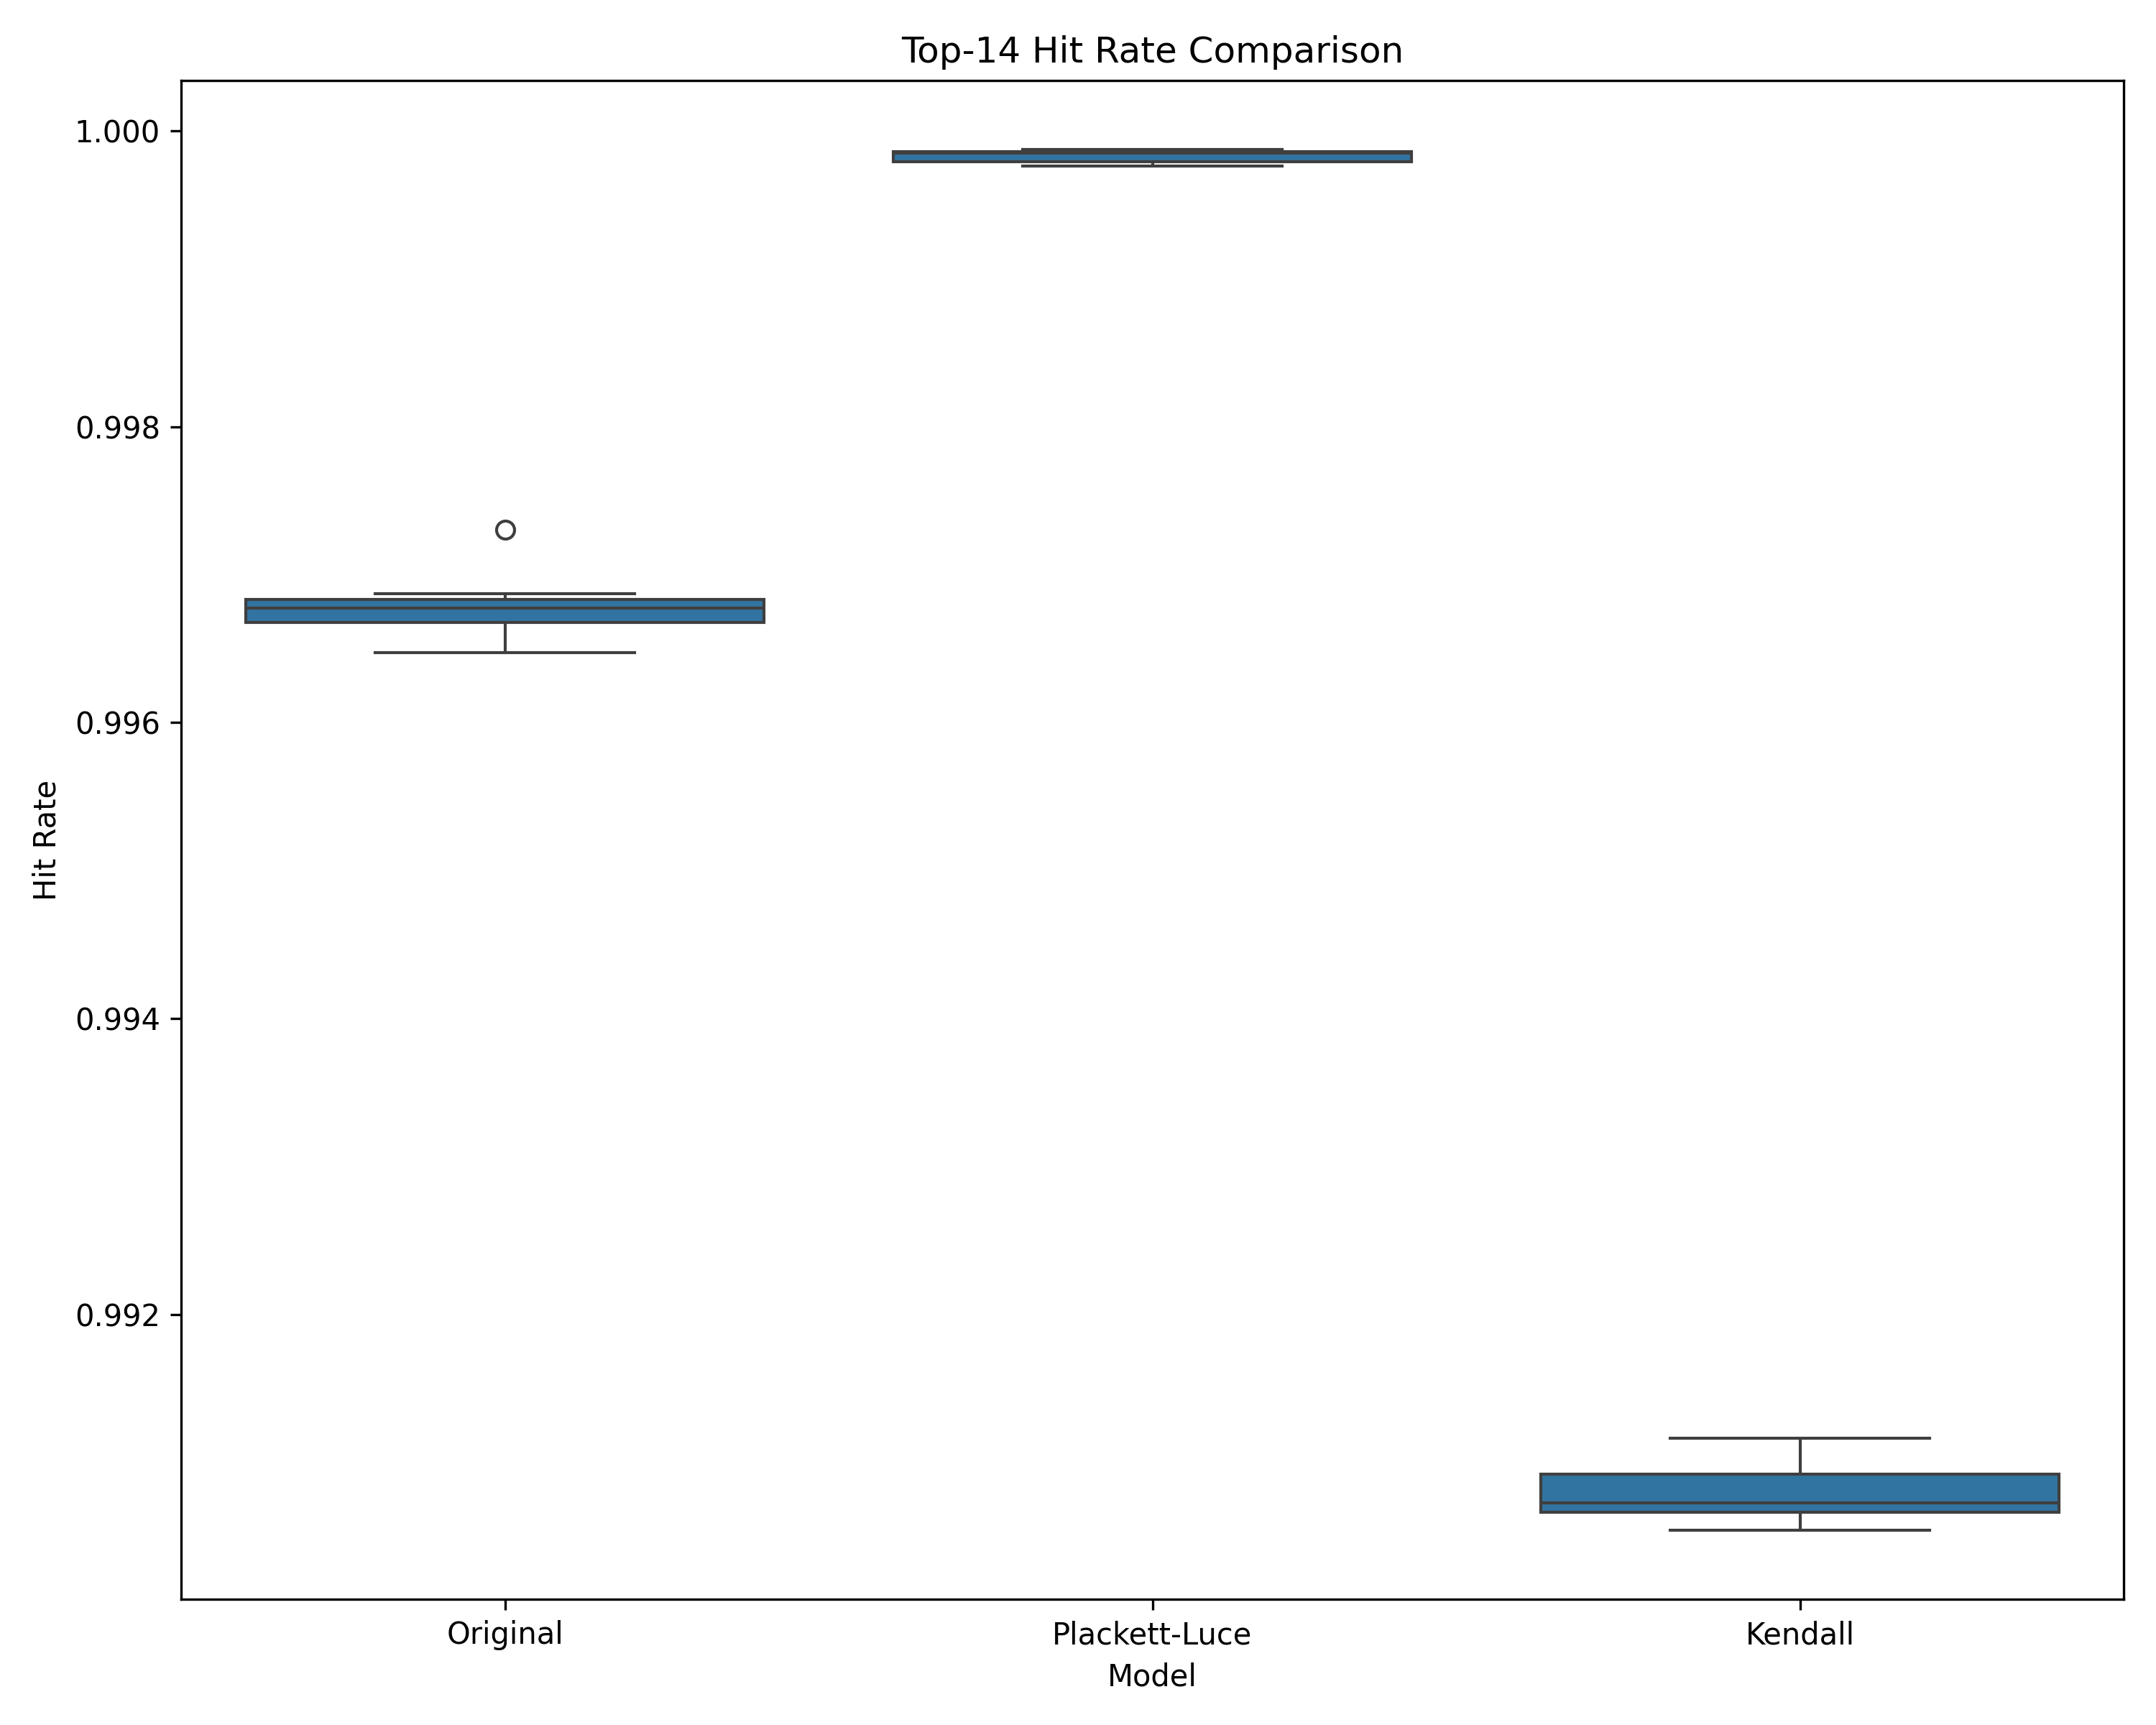 Top-14 Hit Rate Comparison
1.000
0.998
0.996
0.994
0.992
Hit Rate
Original
Plackett-Luce
Kendall
Model